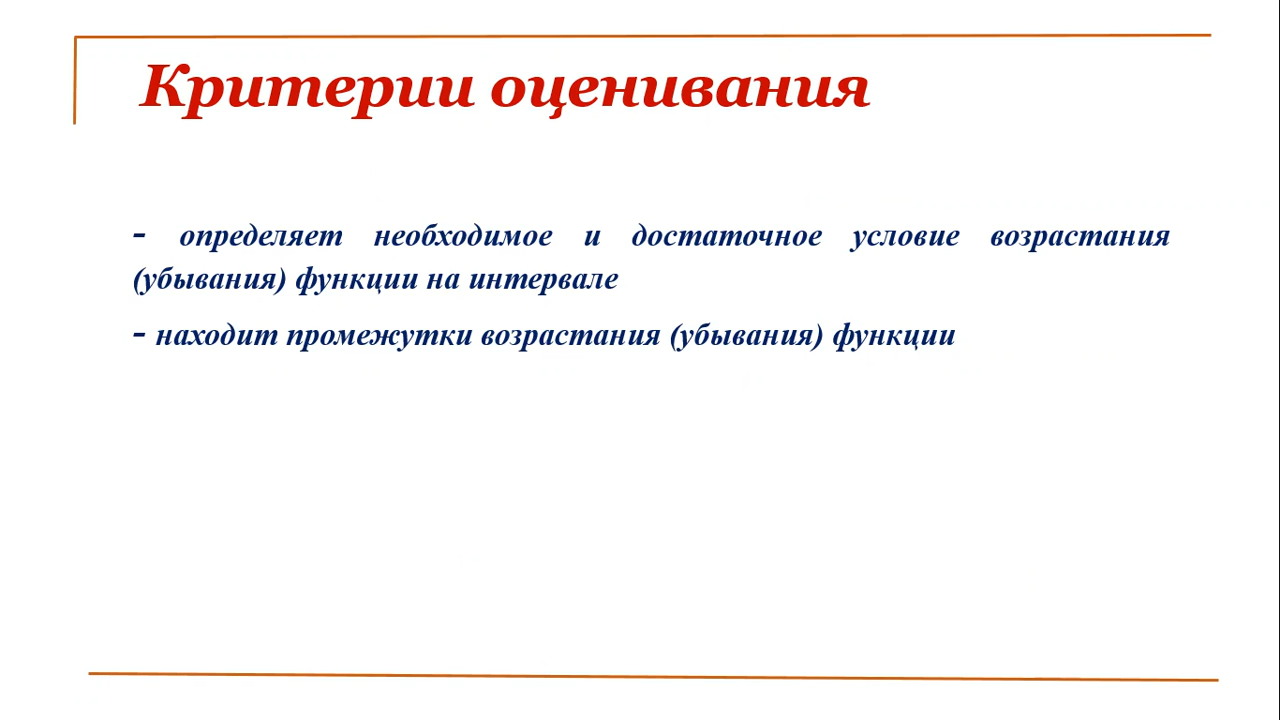 Критерии оценивания
- определяет необходимое и достаточное условие возрастания
(убывания) функции на интервале
- находит промежутки возрастания (убывания) функции